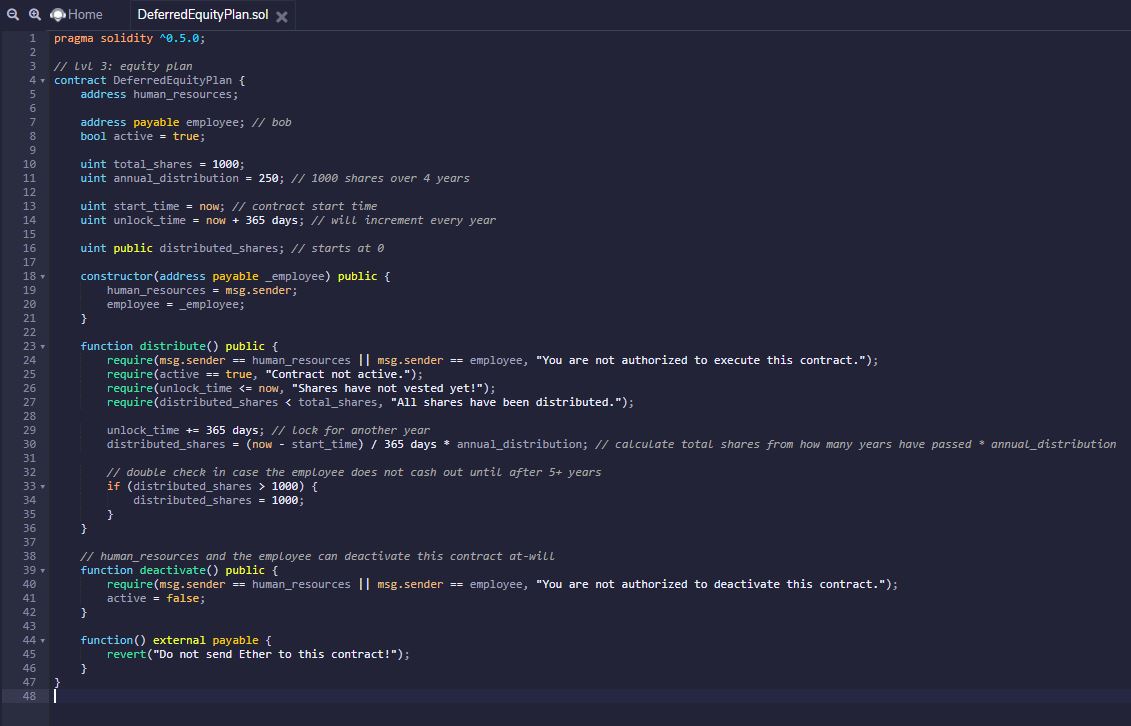 Home DeferredEquityPlan.sol
1 pragma solidity ^0.5.0;
2
3 // lvl 3: equity plan
4 contract DeferredEquityPlan {
5 address human_resources;
6
7 address payable employee; // bob
8 bool active = true;
9
10 uint total_shares = 1000;
11 uint annual_distribution = 250; // 1000 shares over 4 years
12
13 uint start_time = now; // contract start time
14 uint unlock_time = now + 365 days; // will increment every year
15
16 uint public distributed_shares; // starts at 0
17
18 constructor(address payable _employee) public {
19 human_resources = msg.sender;
20 employee = _employee;
21 }
22
23 function distribute() public {
24 require(msg.sender == human_resources || msg.sender == employee, "You are not authorized to execute this contract.");
25 require(active == true, "Contract not active.");
26 require(unlock_time <= now, "Shares have not vested yet!");
27 require(distributed_shares < total_shares, "All shares have been distributed.");
28
29 unlock_time += 365 days; // lock for another year
30 distributed_shares = (now - start_time) / 365 days * annual_distribution; // calculate total shares from how many years have passed * annual_distribution
31
32 // double check in case the employee does not cash out until after 5+ years
33 if (distributed_shares > 1000) {
34 distributed_shares = 1000;
35 }
36 }
37
38 // human_resources and the employee can deactivate this contract at-will
39 function deactivate() public {
40 require(msg.sender == human_resources || msg.sender == employee, "You are not authorized to deactivate this contract.");
41 active = false;
42 }
43
44 function() external payable {
45 revert("Do not send Ether to this contract!");
46 }
47 }
48